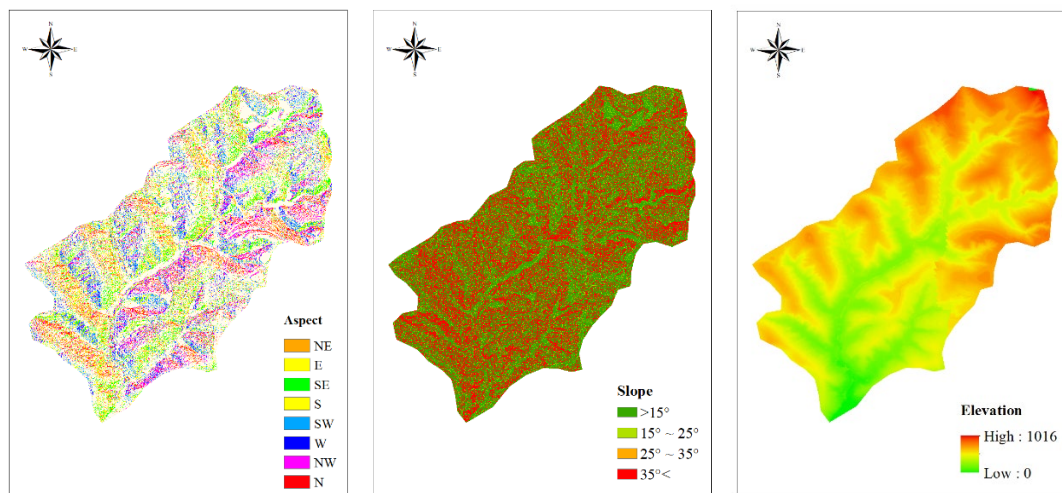 N
W E
S
Aspect
NE
E
SE
S
SW
W
NW
N
N
W E
S
Slope
>15°
15° ~ 25°
25° ~ 35°
35°<
N
W E
S
Elevation
High : 1016
Low : 0